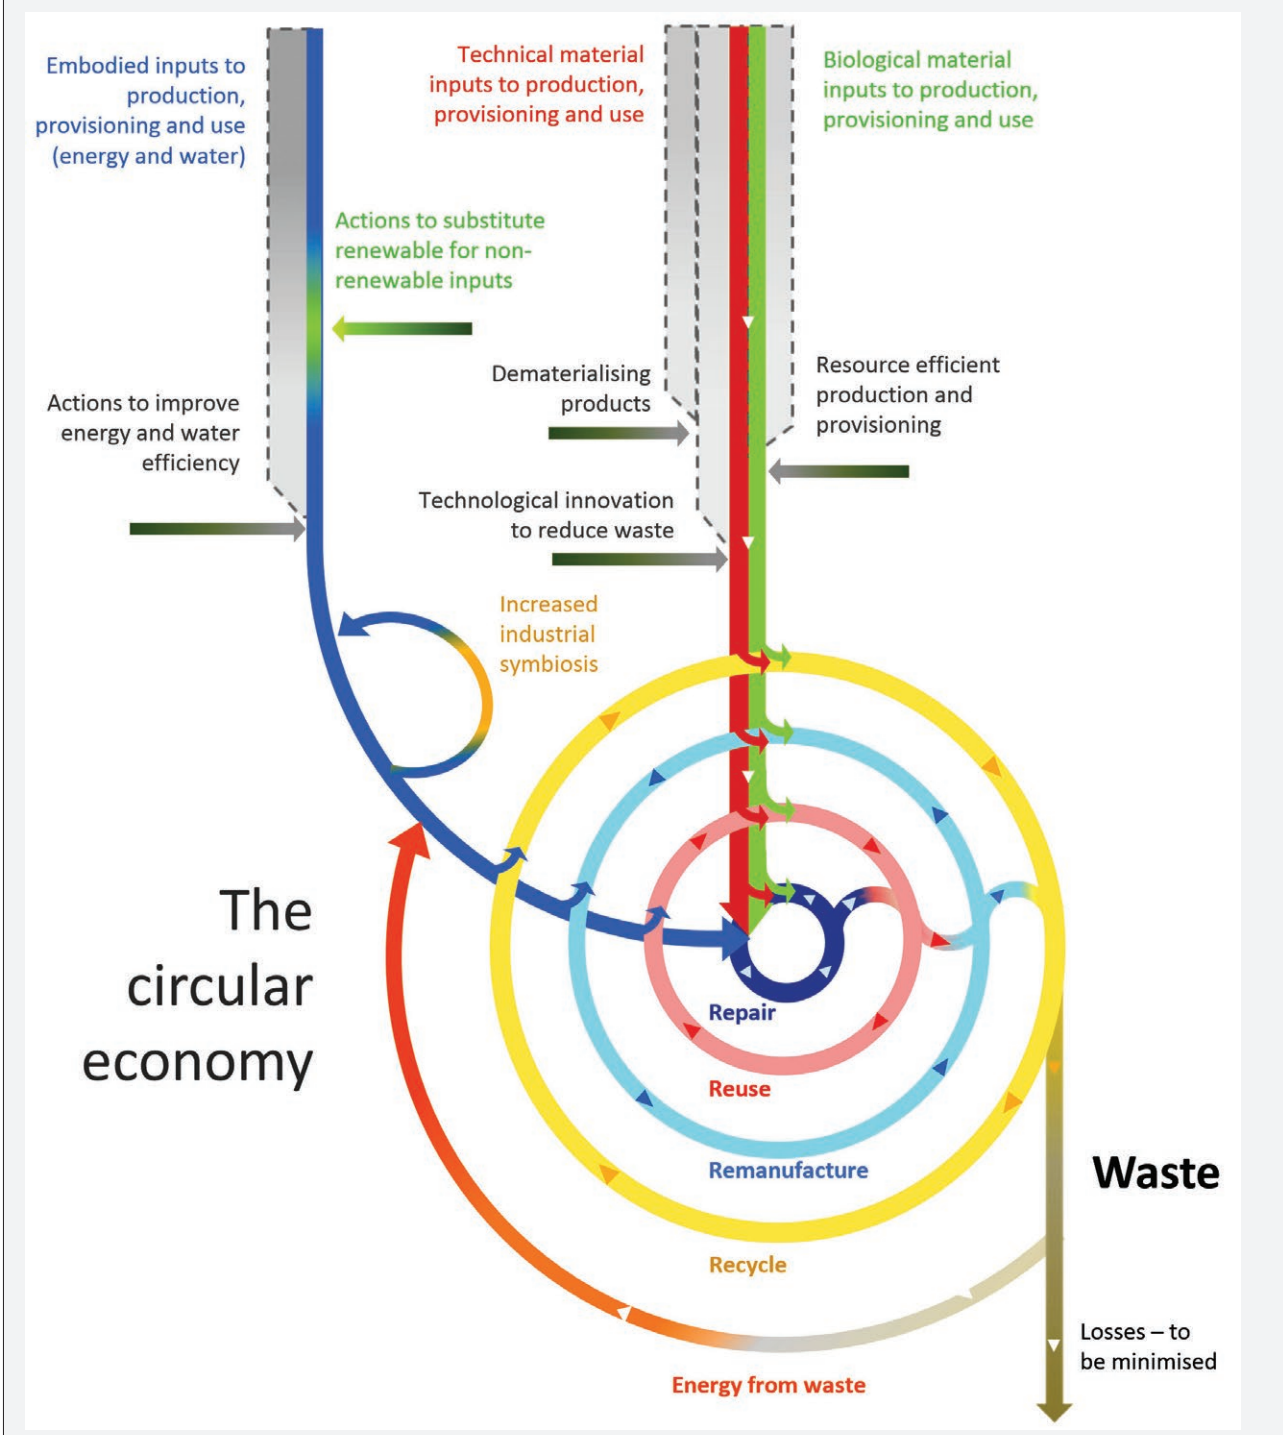 Embodied inputs to
production,
provisioning and use
(energy and water)
Technical material
inputs to production,
provisioning and use
Biological material
inputs to production,
provisioning and use
Actions to substitute
renewable for non-
renewable inputs
Actions to improve
energy and water
efficiency
Dematerialising
products
Resource efficient
production and
provisioning
Technological innovation
to reduce waste
Increased
industrial
symbiosis
The
circular
economy
Repair
Reuse
Remanufacture
Recycle
Waste
Losses – to
be minimised
Energy from waste